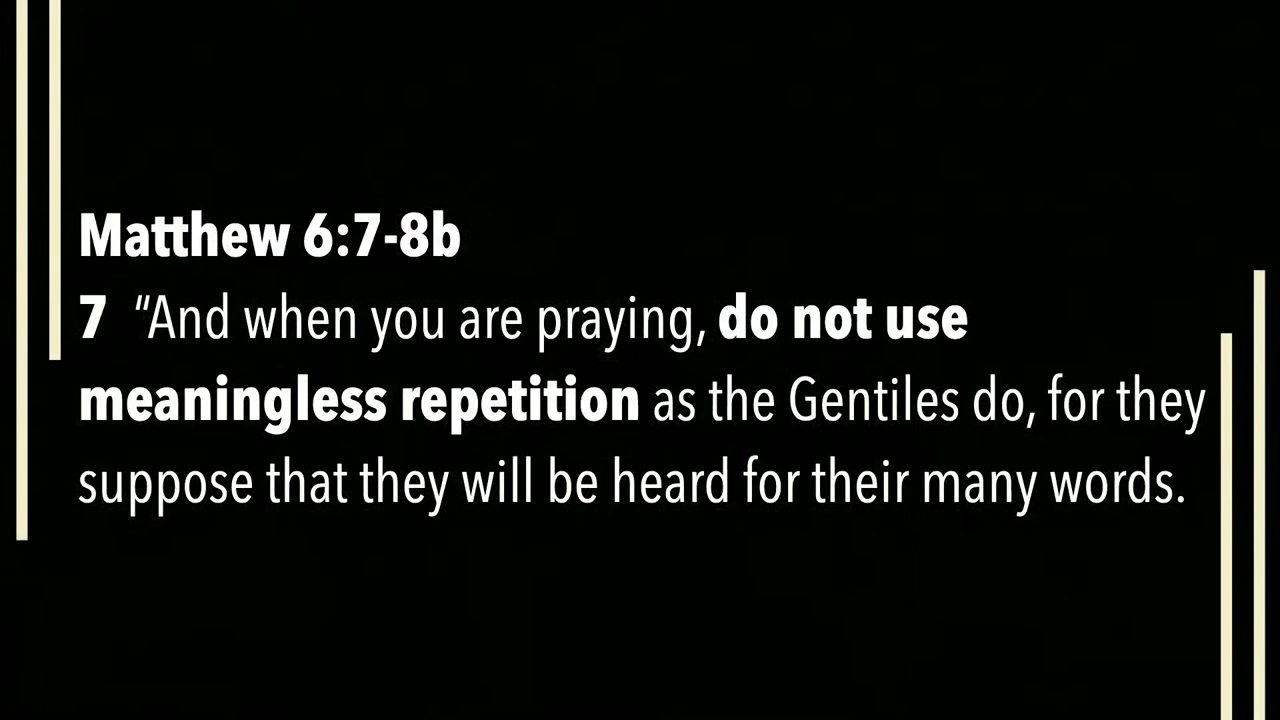 Matthew 6:7-8b
7 “And when you are praying, do not use
meaningless repetition as the Gentiles do, for they
suppose that they will be heard for their many words.